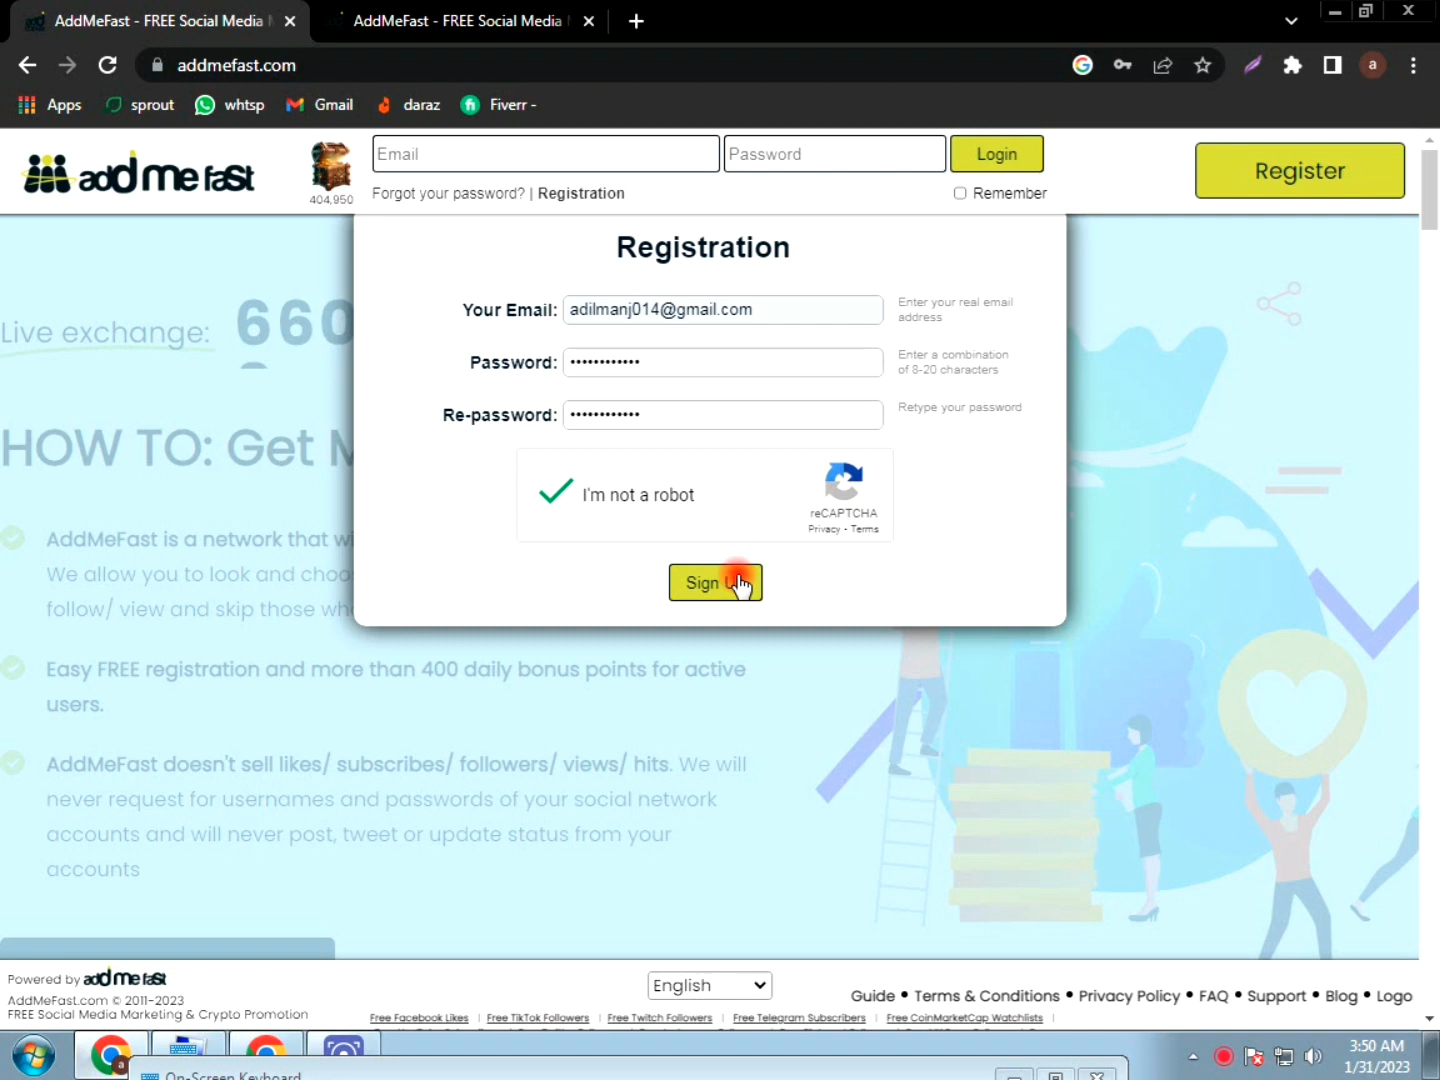 AddMeFast - FREE Social Media
AddMeFast - FREE Social Media
addmefast.com
a
Apps
sprout
whtsp
Gmail
daraz
Fiverr -
add me fast
404,950
Email
Password
Login
Register
Forgot your password? | Registration
Remember
Registration
Your Email: adilmanj014@gmail.com
Enter your real email
address
Password: ••••••••••••
Enter a combination
of 8-20 characters
Re-password: ••••••••••••
Retype your password
I'm not a robot
reCAPTCHA
Privacy - Terms
Sign
Live exchange: 660
HOW TO: Get
AddMeFast is a network that
We allow you to look and
follow/ view and skip those
Easy FREE registration and more than 400 daily bonus points for active
users.
AddMeFast doesn't sell likes/ subscribes/ followers/ views/ hits. We will
never request for usernames and passwords of your social network
accounts and will never post, tweet or update status from your
accounts
Powered by add me fast
AddMeFast.com © 2011-2023
FREE Social Media Marketing & Crypto Promotion
English
Guide • Terms & Conditions • Privacy Policy • FAQ • Support • Blog • Logo
Free Facebook Likes | Free TikTok Followers | Free Twitch Followers | Free Telegram Subscribers | Free CoinMarketCap Watchlists |
a
On-Screen Keyboard
3:50 AM
1/31/2023